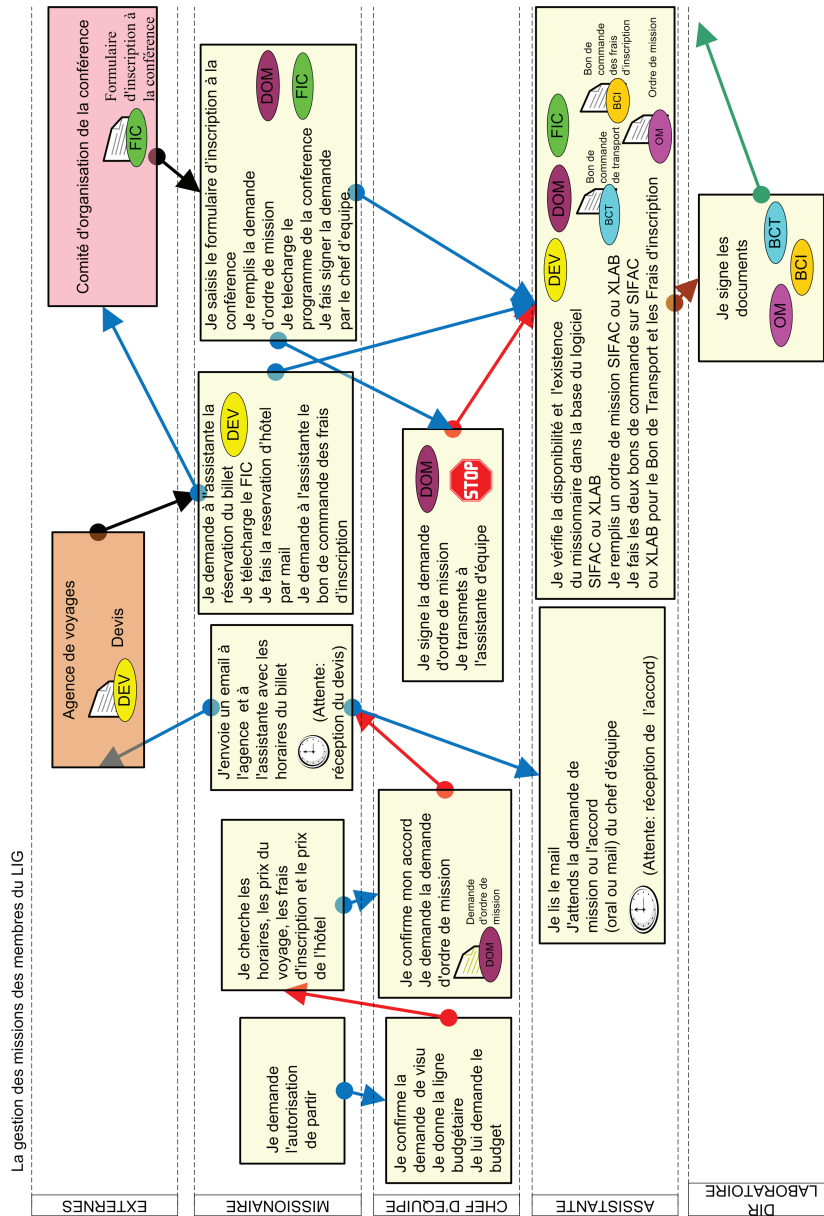 La gestion des missions des membres du LIG
EXTERNES
Agence de voyages
DEV
Devis
Comité d'organisation de la conférence
FIC
Formulaire
d'inscription à
la conférence
MISSIONAIRE
Je demande
l'autorisation
de partir
Je cherche les
horaires, les prix du
voyage, les frais
d'inscription et le prix
de l'hôtel
J'envoie un email à
l'agence et à
l'assistante avec les
horaires du billet
(Attente:
réception du devis)
Je demande à l'assistante la
réservation du billet
DEV
Je télecharge le FIC
Je fais la reservation d'hôtel
par mail
Je demande à l'assistante le
bon de commande des frais
d'inscription
Je saisis le formulaire d'inscription à la
conférence
Je remplis la demande
d'ordre de mission
Je telecharge le
programme de la conference
Je fais signer la demande
par le chef d'equipe
DOM
FIC
CHEF D'EQUIPE
Je confirme la
demande de visu
Je donne la ligne
budgétaire
Je lui demande le
budget
Je confirme mon accord
Je demande la demande
d'ordre de mission
Demande
d'ordre de
mission
DOM
Je signe la demande
d'ordre de mission
Je transmets à
l'assistante d'équipe
DOM
STOP
ASSISTANTE
Je lis le mail
J'attends la demande de
mission ou l'accord
(oral ou mail) du chef d'équipe
(Attente: réception de l'accord)
Je vérifie la disponibilité et l'existence
du missionaire dans la base du logiciel
SIFAC ou XLAB
Je remplis un ordre de mission SIFAC ou XLAB
Je fais les deux bons de commande sur SIFAC
ou XLAB pour le Bon de Transport et les Frais d'inscription
DEV
DOM
FIC
BCT
Bon de
commande
de transport
BCI
Bon de
commande
des frais
d'inscription
OM
Ordre de mission
DIR
LABORATOIRE
Je signe les
documents
OM
BCT
BCI